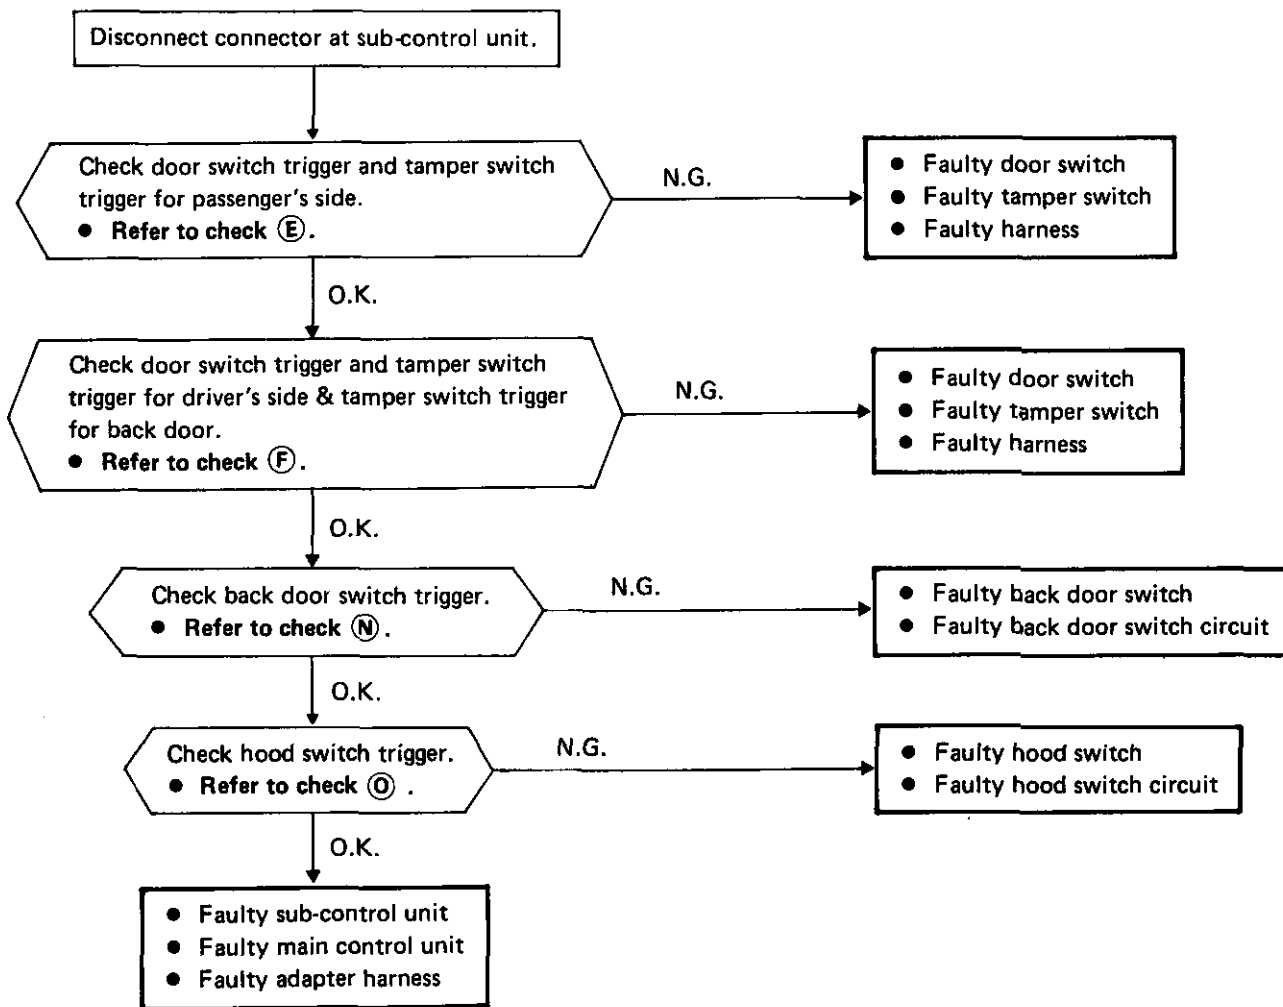 Disconnect connector at sub-control unit.
Check door switch trigger and tamper switch
trigger for passenger's side.
● Refer to check Ⓔ.
N.G.
● Faulty door switch
● Faulty tamper switch
● Faulty harness
O.K.
Check door switch trigger and tamper switch
trigger for driver's side & tamper switch trigger
for back door.
● Refer to check Ⓕ.
N.G.
● Faulty door switch
● Faulty tamper switch
● Faulty harness
O.K.
Check back door switch trigger.
● Refer to check Ⓝ.
N.G.
● Faulty back door switch
● Faulty back door switch circuit
O.K.
Check hood switch trigger.
● Refer to check Ⓞ .
N.G.
● Faulty hood switch
● Faulty hood switch circuit
O.K.
● Faulty sub-control unit
● Faulty main control unit
● Faulty adapter harness